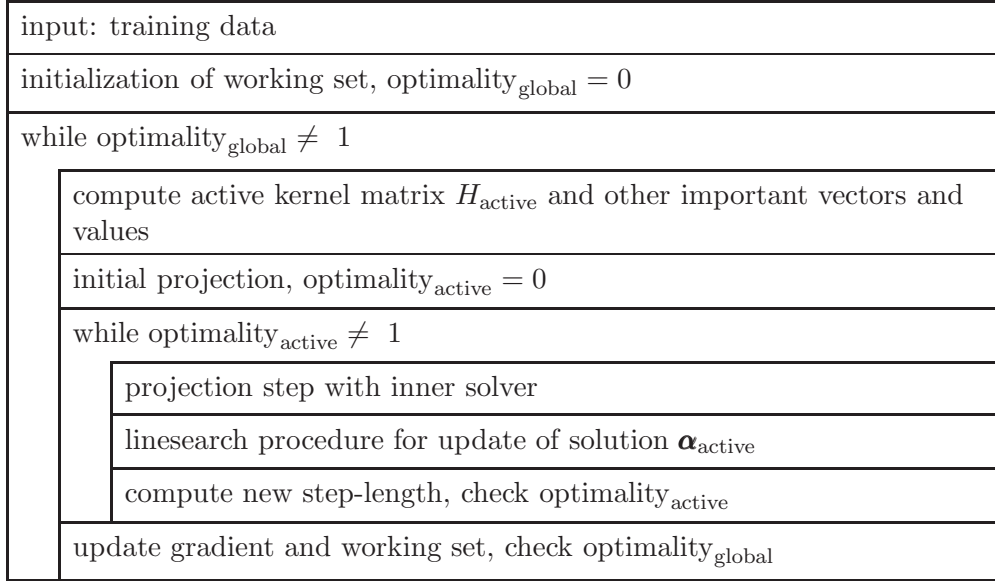 input: training data
initialization of working set, optimality_global = 0
while optimality_global ≠ 1
compute active kernel matrix H_active and other important vectors and
values
initial projection, optimality_active = 0
while optimality_active ≠ 1
projection step with inner solver
linesearch procedure for update of solution α_active
compute new step-length, check optimality_active
update gradient and working set, check optimality_global